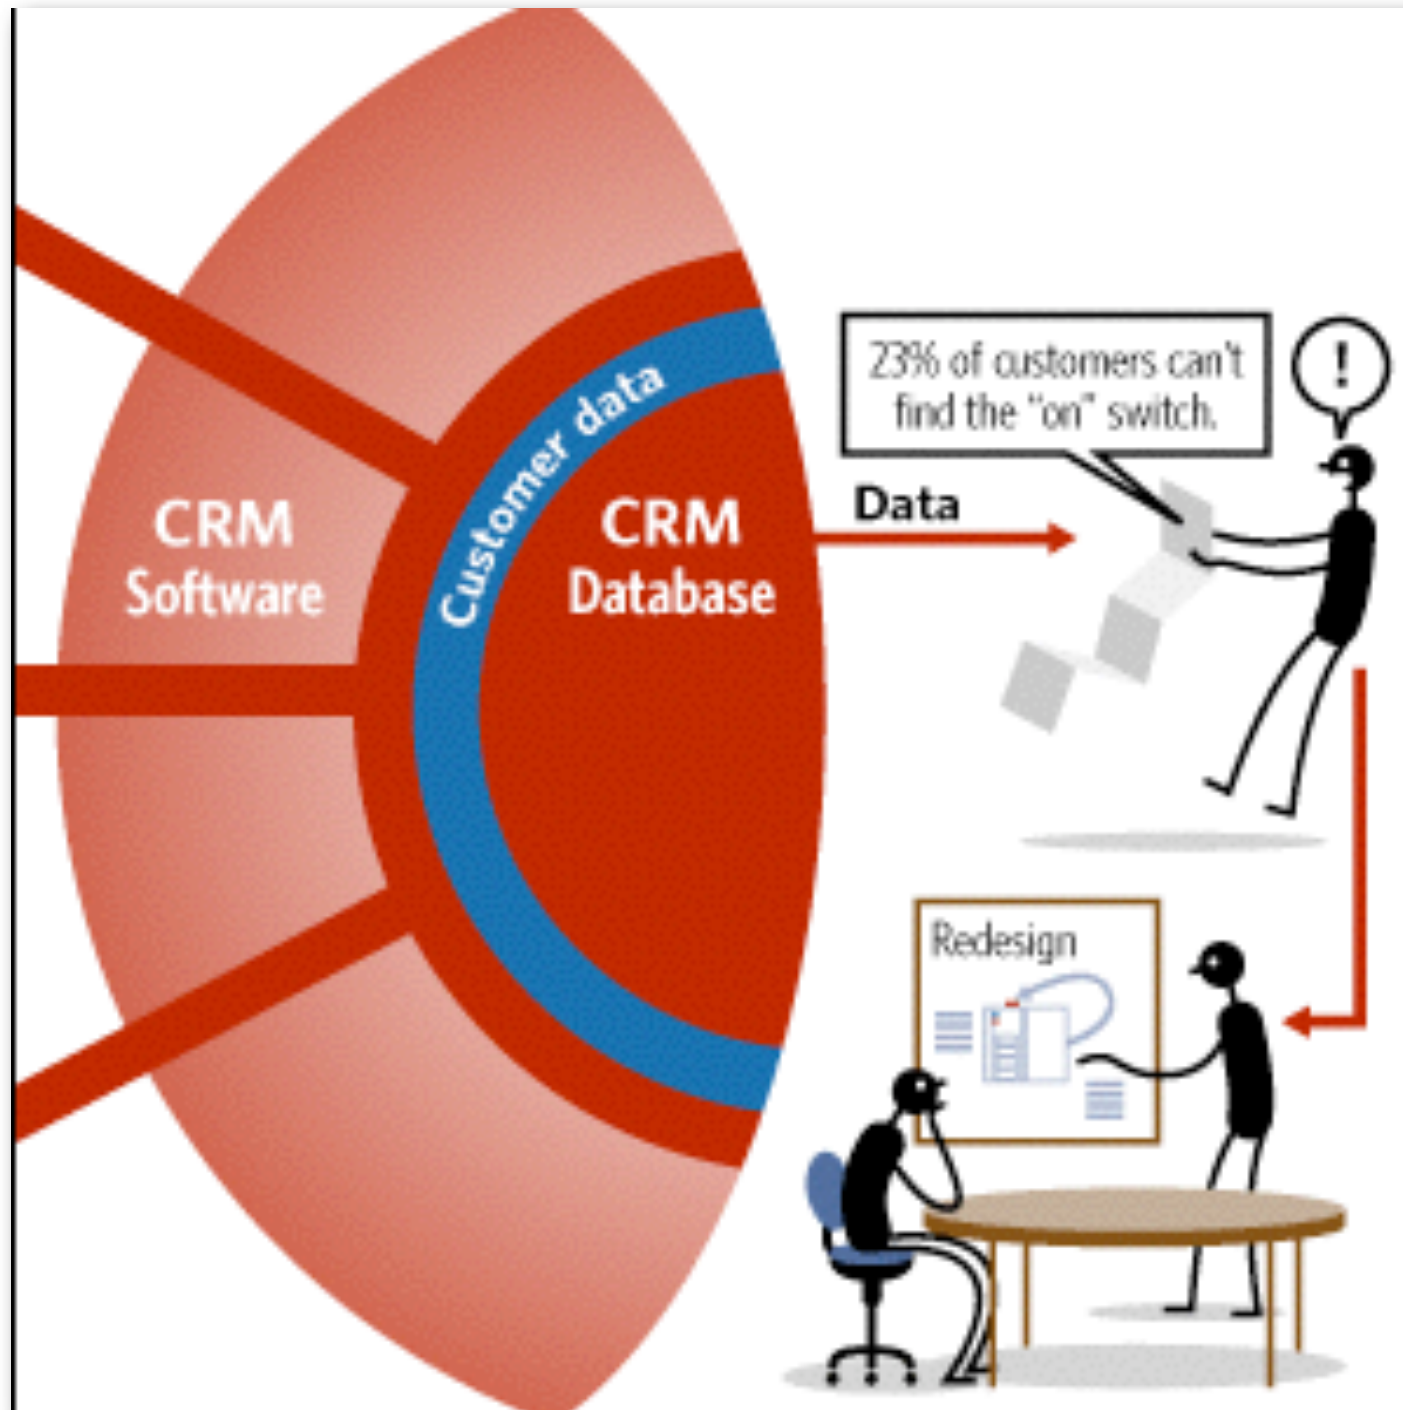 CRM
Software
Customer data
CRM
Database
Data
23% of customers can't
find the “on” switch.
!
Redesign